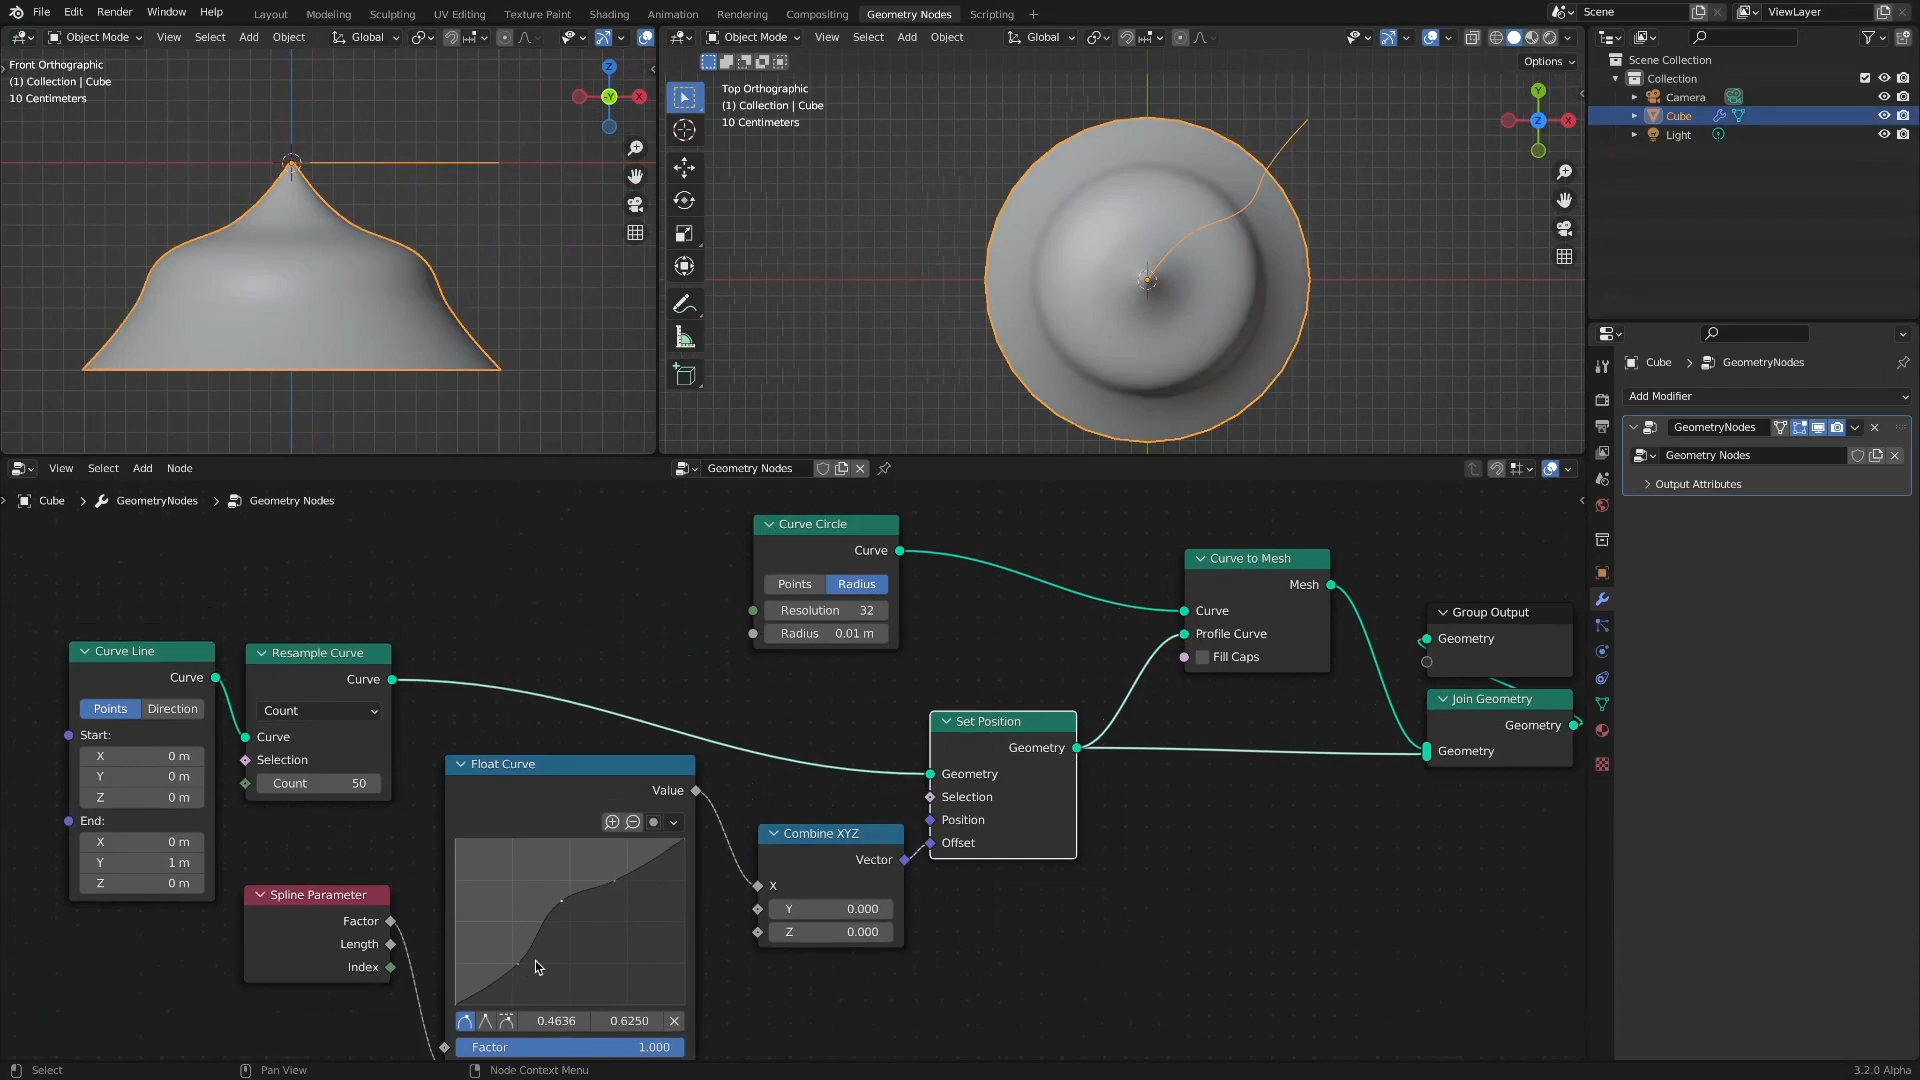 File Edit Render Window Help Layout Modeling Sculpting UV Editing Texture Paint Shading Animation Rendering Compositing Geometry Nodes Scripting + Scene ViewLayer
Object Mode View Select Add Object Global
Object Mode View Select Add Object Global
Options
Front Orthographic
(1) Collection | Cube
10 Centimeters
Z
-Y
X
Top Orthographic
(1) Collection | Cube
10 Centimeters
Y
Z
X
Scene Collection
Collection
Camera
Cube
Light
Cube > GeometryNodes
Add Modifier
GeometryNodes
Geometry Nodes
Output Attributes
View Select Add Node Geometry Nodes
Cube > GeometryNodes > Geometry Nodes
Curve Line
Curve
Points Direction
Start:
X 0 m
Y 0 m
Z 0 m
End:
X 0 m
Y 1 m
Z 0 m
Resample Curve
Curve
Count
Curve
Selection
Count 50
Spline Parameter
Factor
Length
Index
Float Curve
Value
0.4636 0.6250
Factor 1.000
Curve Circle
Curve
Points Radius
Resolution 32
Radius 0.01 m
Combine XYZ
Vector
X
Y 0.000
Z 0.000
Set Position
Geometry
Geometry
Selection
Position
Offset
Curve to Mesh
Mesh
Curve
Profile Curve
Fill Caps
Group Output
Geometry
Join Geometry
Geometry
Geometry
Select Pan View Node Context Menu 3.2.0 Alpha